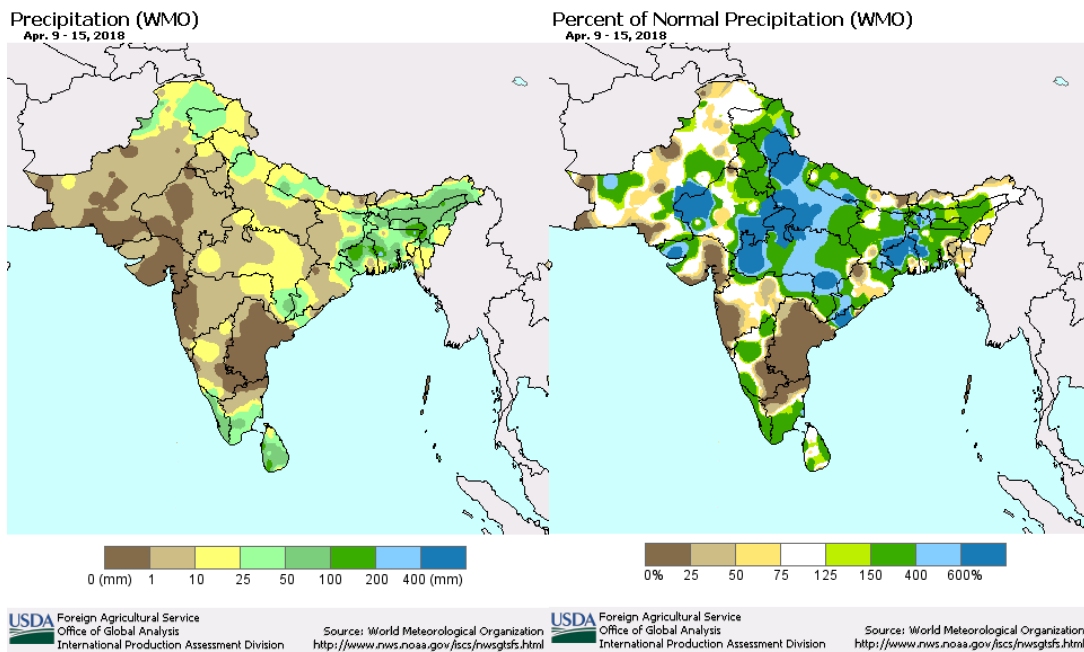 Precipitation (WMO)
Apr. 9 - 15, 2018
0 (mm) 1 10 25 50 100 200 400 (mm)
USDA Foreign Agricultural Service
Office of Global Analysis
International Production Assessment Division
Source: World Meteorological Organization
http://www.nws.noaa.gov/iscs/nwsgtsfs.html
Percent of Normal Precipitation (WMO)
Apr. 9 - 15, 2018
0% 25 50 75 125 150 400 600%
USDA Foreign Agricultural Service
Office of Global Analysis
International Production Assessment Division
Source: World Meteorological Organization
http://www.nws.noaa.gov/iscs/nwsgtsfs.html